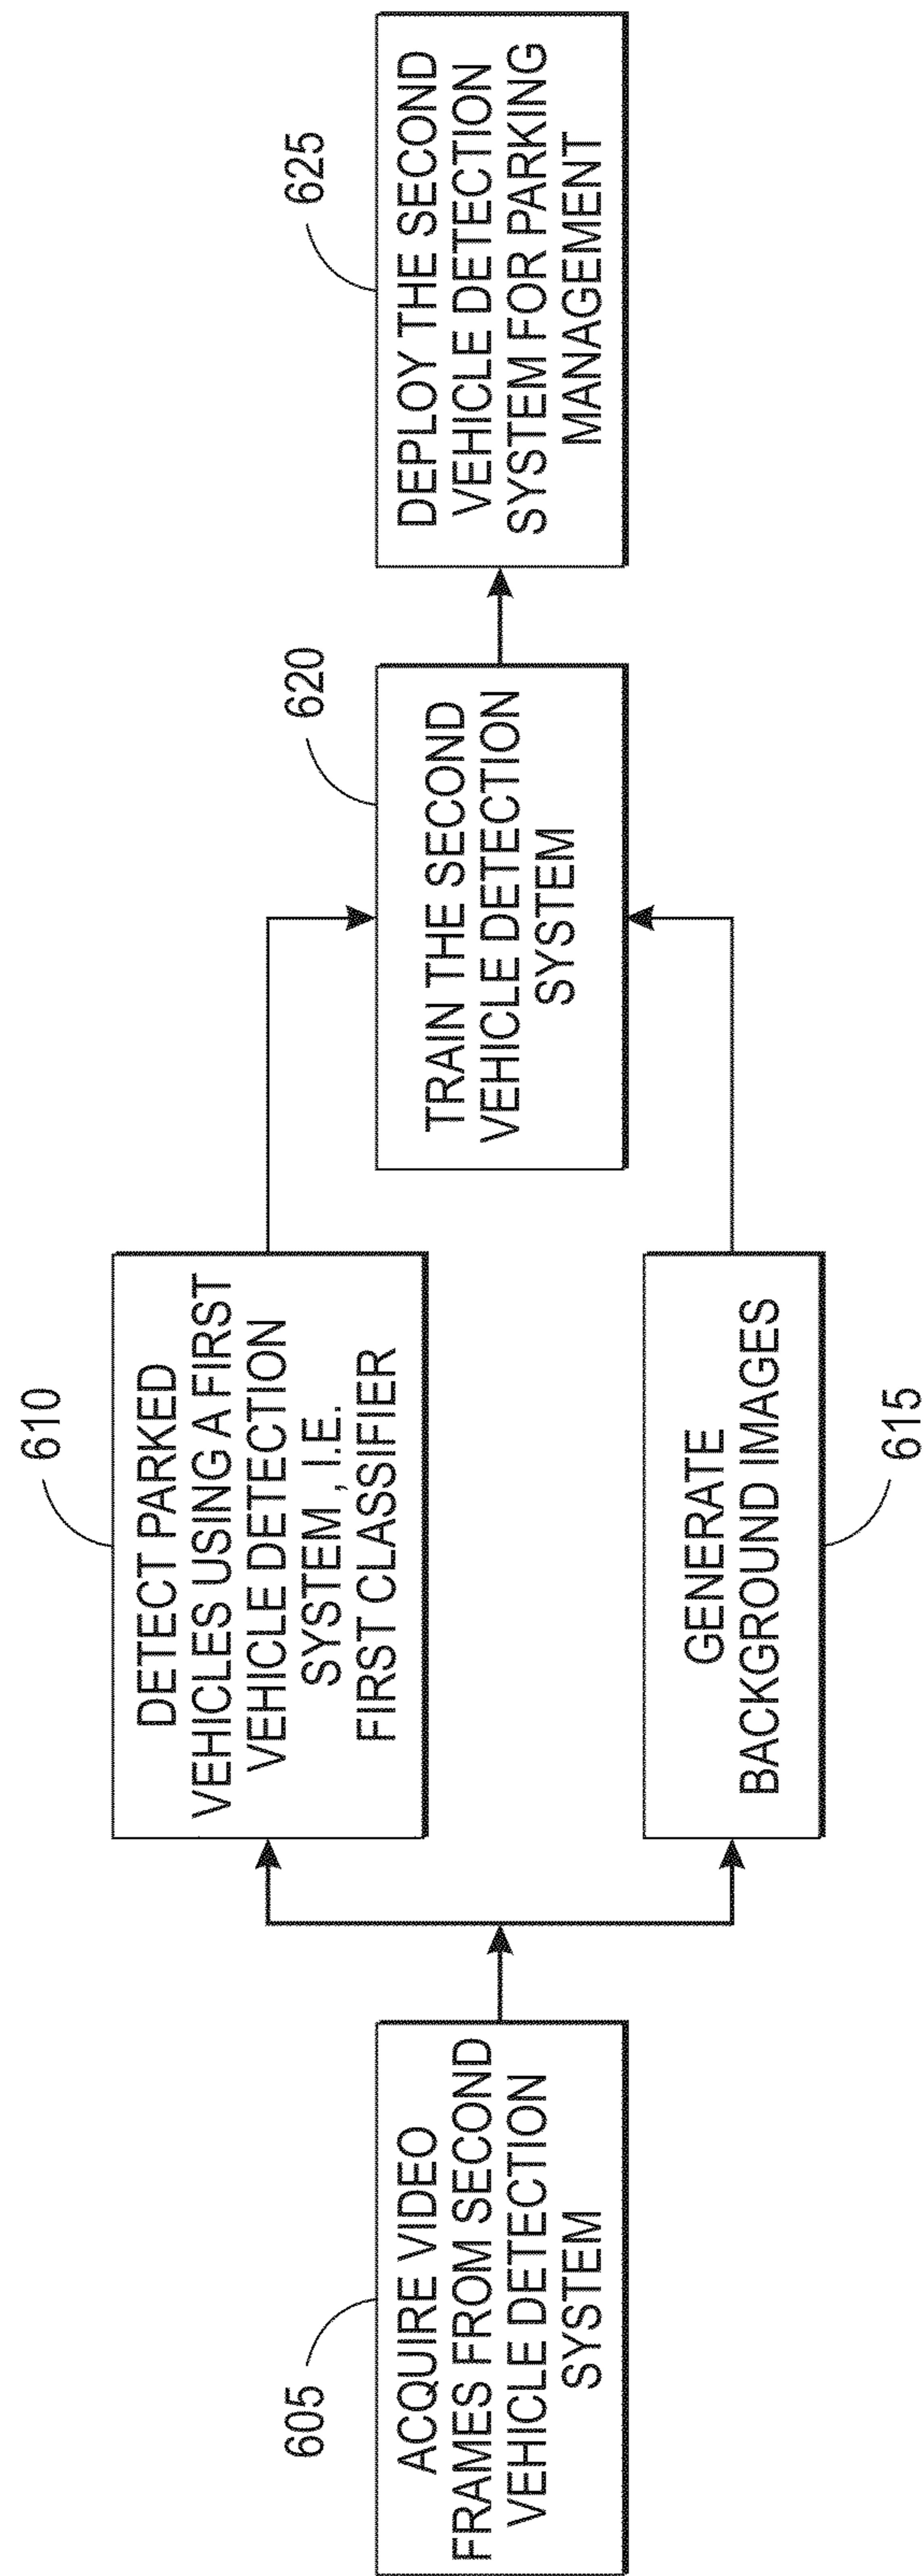 605
ACQUIRE VIDEO
FRAMES FROM SECOND
VEHICLE DETECTION
SYSTEM
610
DETECT PARKED
VEHICLES USING A FIRST
VEHICLE DETECTION
SYSTEM , I.E.
FIRST CLASSIFIER
GENERATE
BACKGROUND IMAGES
615
620
TRAIN THE SECOND
VEHICLE DETECTION
SYSTEM
625
DEPLOY THE SECOND
VEHICLE DETECTION
SYSTEM FOR PARKING
MANAGEMENT